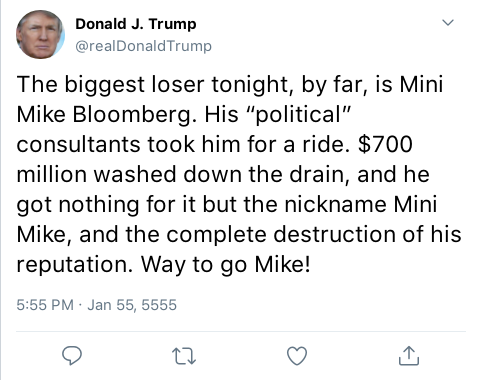 Donald J. Trump
@realDonaldTrump
The biggest loser tonight, by far, is Mini
Mike Bloomberg. His “political”
consultants took him for a ride. $700
million washed down the drain, and he
got nothing for it but the nickname Mini
Mike, and the complete destruction of his
reputation. Way to go Mike!
5:55 PM · Jan 55, 5555